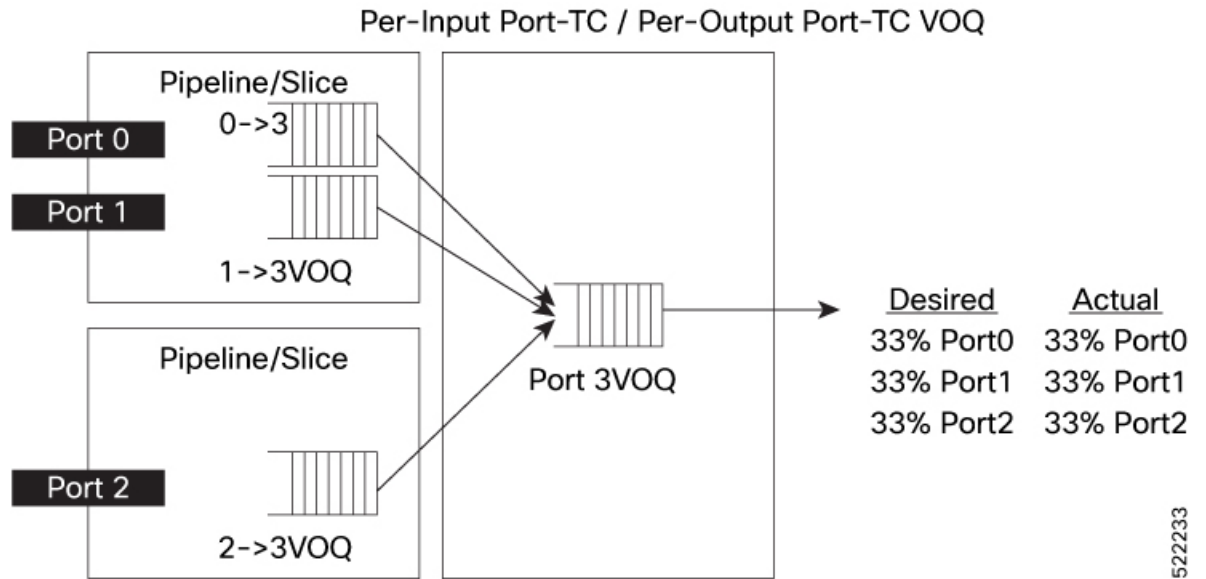 Per-Input Port-TC / Per-Output Port-TC VOQ
Pipeline/Slice
0->3
Port 0
Port 1
1->3VOQ
Pipeline/Slice
Port 2
2->3VOQ
Port 3VOQ
Desired Actual
33% Port0 33% Port0
33% Port1 33% Port1
33% Port2 33% Port2
522233